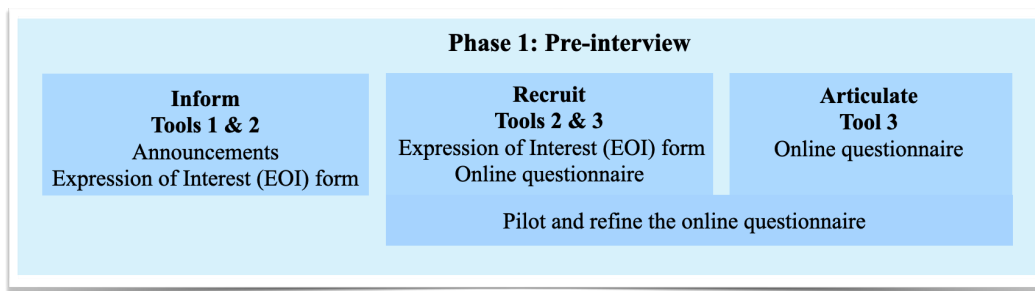 Phase 1: Pre-interview
Inform
Tools 1 & 2
Announcements
Expression of Interest (EOI) form
Recruit
Tools 2 & 3
Expression of Interest (EOI) form
Online questionnaire
Articulate
Tool 3
Online questionnaire
Pilot and refine the online questionnaire